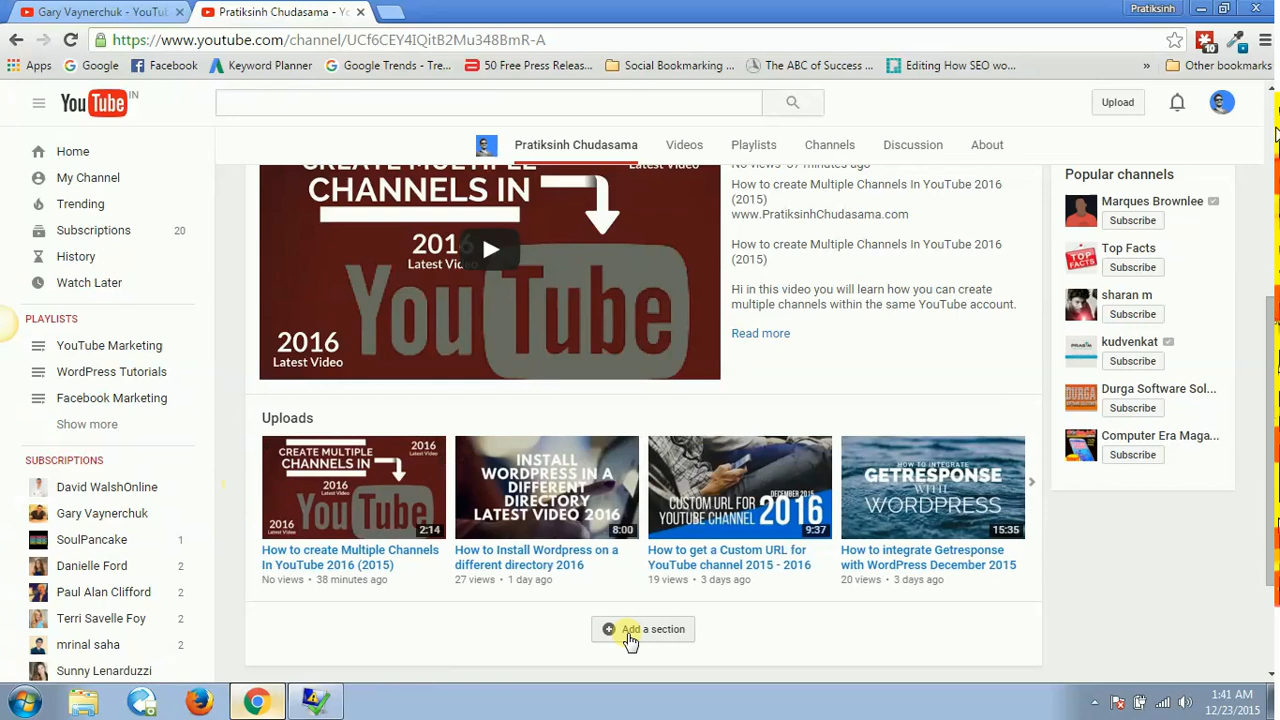 Gary Vaynerchuk - YouTub
Pratiksinh Chudasama - Yo
Pratiksinh
https://www.youtube.com/channel/UCf6CEY4IQitB2Mu348BmR-A
10
Apps
Google
Facebook
Keyword Planner
Google Trends - Tre...
50 Free Press Releas...
Social Bookmarking ...
The ABC of Success ...
Editing How SEO wo...
»
Other bookmarks
YouTube IN
Upload
Pratiksinh Chudasama
Videos
Playlists
Channels
Discussion
About
Home
My Channel
Trending
Subscriptions 20
History
Watch Later
PLAYLISTS
YouTube Marketing
WordPress Tutorials
Facebook Marketing
Show more
SUBSCRIPTIONS
David WalshOnline
Gary Vaynerchuk
SoulPancake 1
Danielle Ford 2
Paul Alan Clifford 2
Terri Savelle Foy 2
mrinal saha 2
Sunny Lenarduzzi
CREATE MULTIPLE
Latest Video
CHANNELS IN
2016
Latest Vid
YouTube
2016
Latest Video
No views · 37 minutes ago
How to create Multiple Channels In YouTube 2016
(2015)
www.PratiksinhChudasama.com
How to create Multiple Channels In YouTube 2016
(2015)
Hi in this video you will learn how you can create
multiple channels within the same YouTube account.
Read more
Uploads
CREATE MULTIPLE
2016
CHANNELS IN
2016
YouTube
2016
2:14
How to create Multiple Channels
In YouTube 2016 (2015)
No views • 38 minutes ago
INSTALL
WORDPRESS IN A
DIFFERENT
DIRECTORY
LATEST VIDEO 2016
8:00
How to Install Wordpress on a
different directory 2016
27 views • 1 day ago
DECEMBER 2015
CUSTOM URL FOR
YOUTUBE CHANNEL
2016
9:37
How to get a Custom URL for
YouTube channel 2015 - 2016
19 views • 3 days ago
HOW TO INTEGRATE
GETRESPONSE
WITH
WORDPRESS
15:35
How to integrate Getresponse
with WordPress December 2015
20 views • 3 days ago
Add a section
Popular channels
Marques Brownlee
Subscribe
TOP FACTS
Top Facts
Subscribe
sharan m
Subscribe
PRAGIM
kudvenkat
Subscribe
Durga Software Sol...
Subscribe
Computer Era Maga...
Subscribe
1:41 AM
12/23/2015